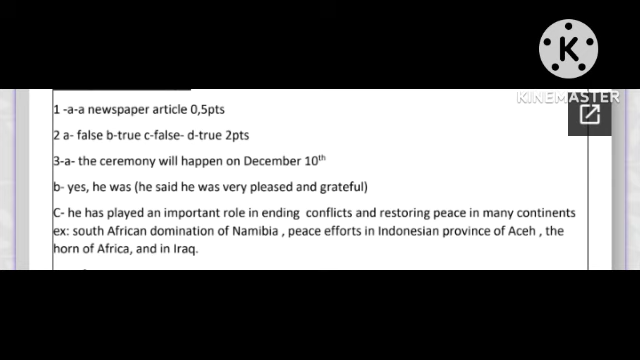 K
KINEMASTER
1 -a-a newspaper article 0,5pts
2 a- false b-true c-false- d-true 2pts
3-a- the ceremony will happen on December 10th
b- yes, he was (he said he was very pleased and grateful)
C- he has played an important role in ending conflicts and restoring peace in many continents
ex: south African domination of Namibia , peace efforts in Indonesian province of Aceh , the
horn of Africa, and in Iraq.